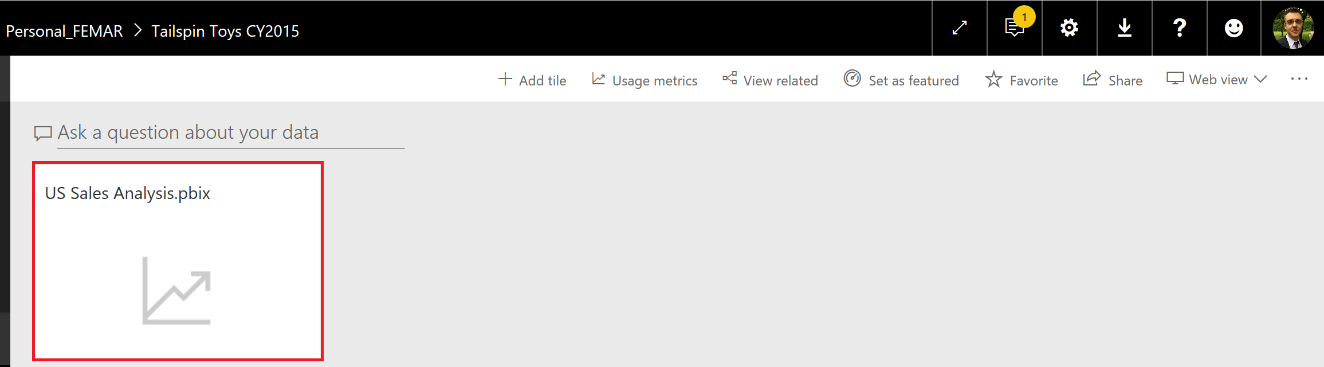 Personal_FEMAR > Tailspin Toys CY2015
1
?
Add tile
Usage metrics
View related
Set as featured
Favorite
Share
Web view
...
Ask a question about your data
US Sales Analysis.pbix